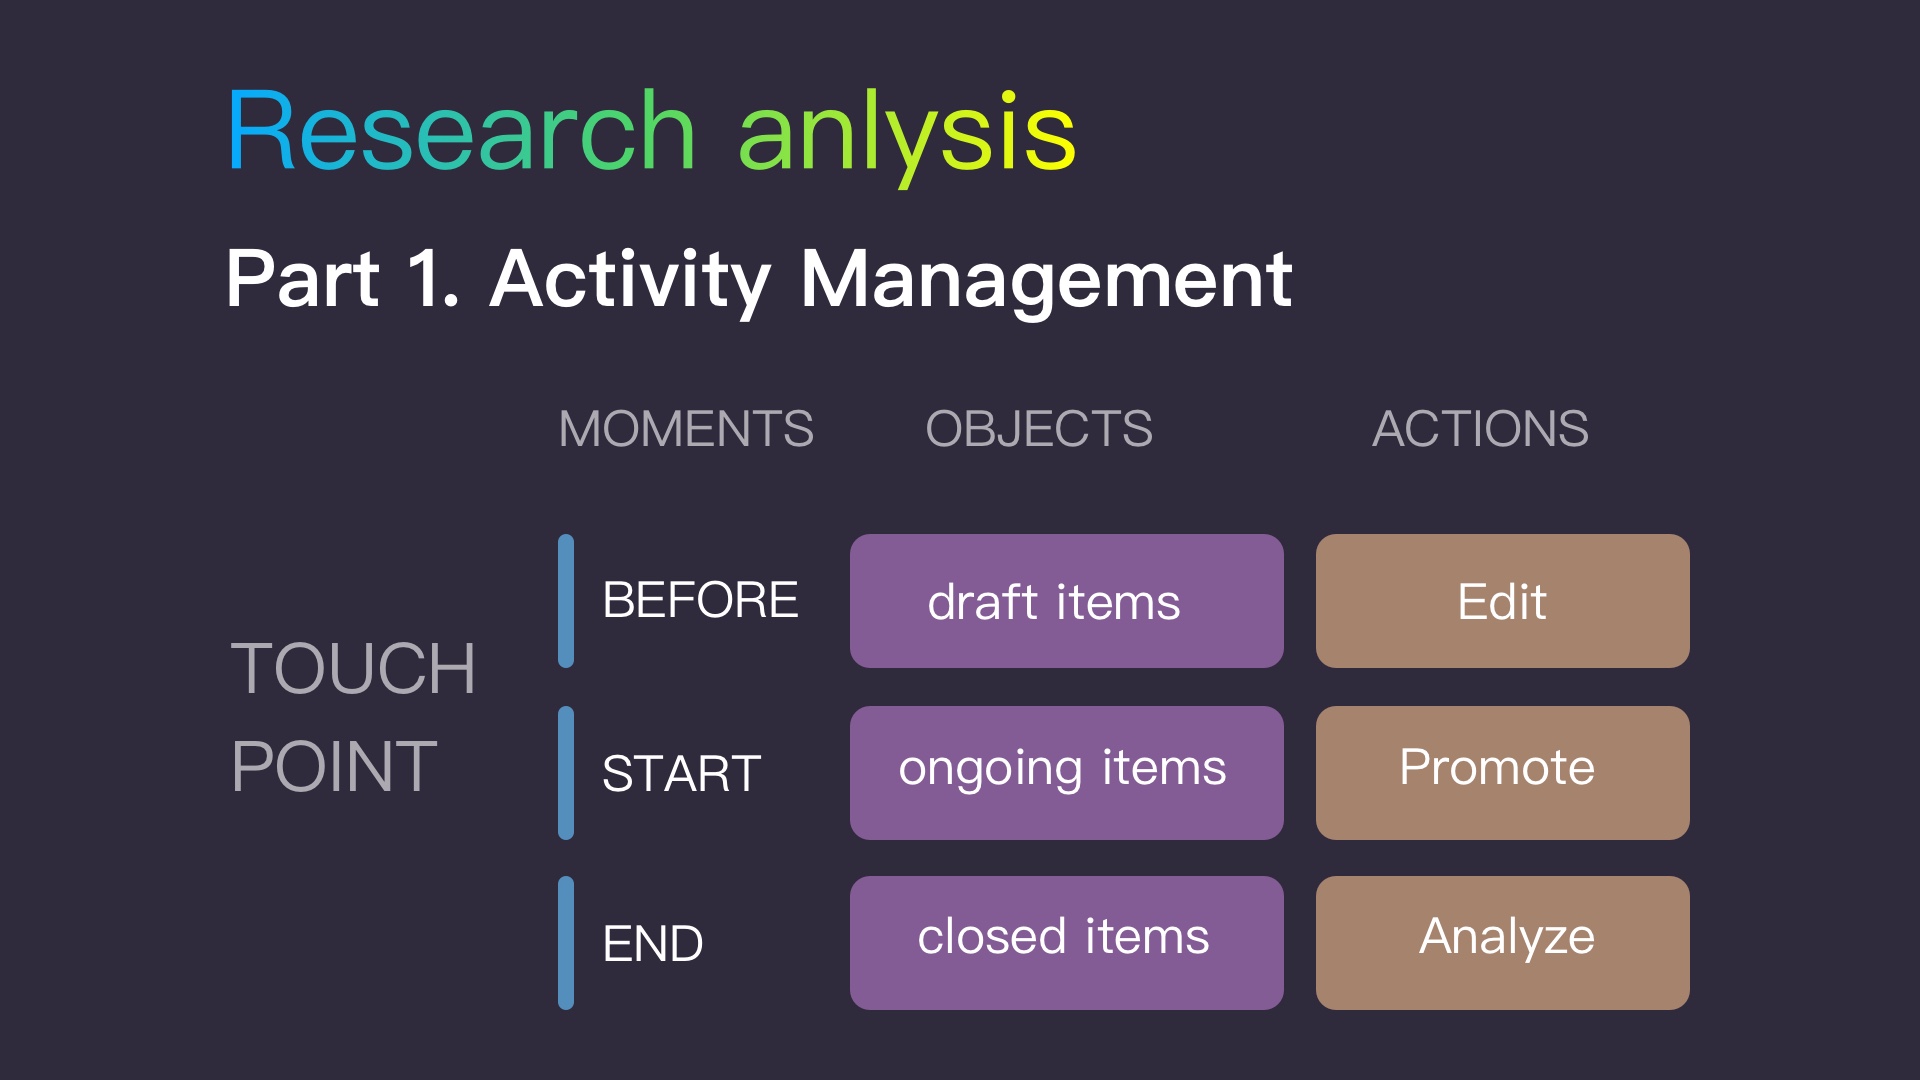 Research anlysis
Part 1. Activity Management
MOMENTS OBJECTS ACTIONS
TOUCH
POINT
BEFORE draft items Edit
START ongoing items Promote
END closed items Analyze